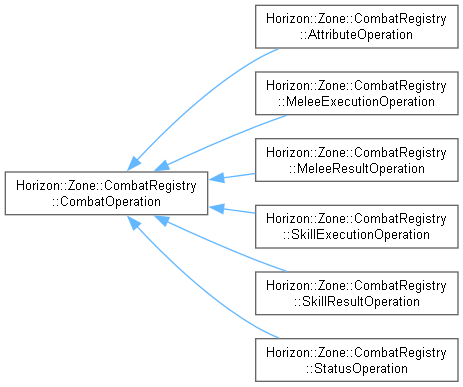 Horizon::Zone::CombatRegistry
::AttributeOperation
Horizon::Zone::CombatRegistry
::MeleeExecutionOperation
Horizon::Zone::CombatRegistry
::MeleeResultOperation
Horizon::Zone::CombatRegistry
::CombatOperation
Horizon::Zone::CombatRegistry
::SkillExecutionOperation
Horizon::Zone::CombatRegistry
::SkillResultOperation
Horizon::Zone::CombatRegistry
::StatusOperation